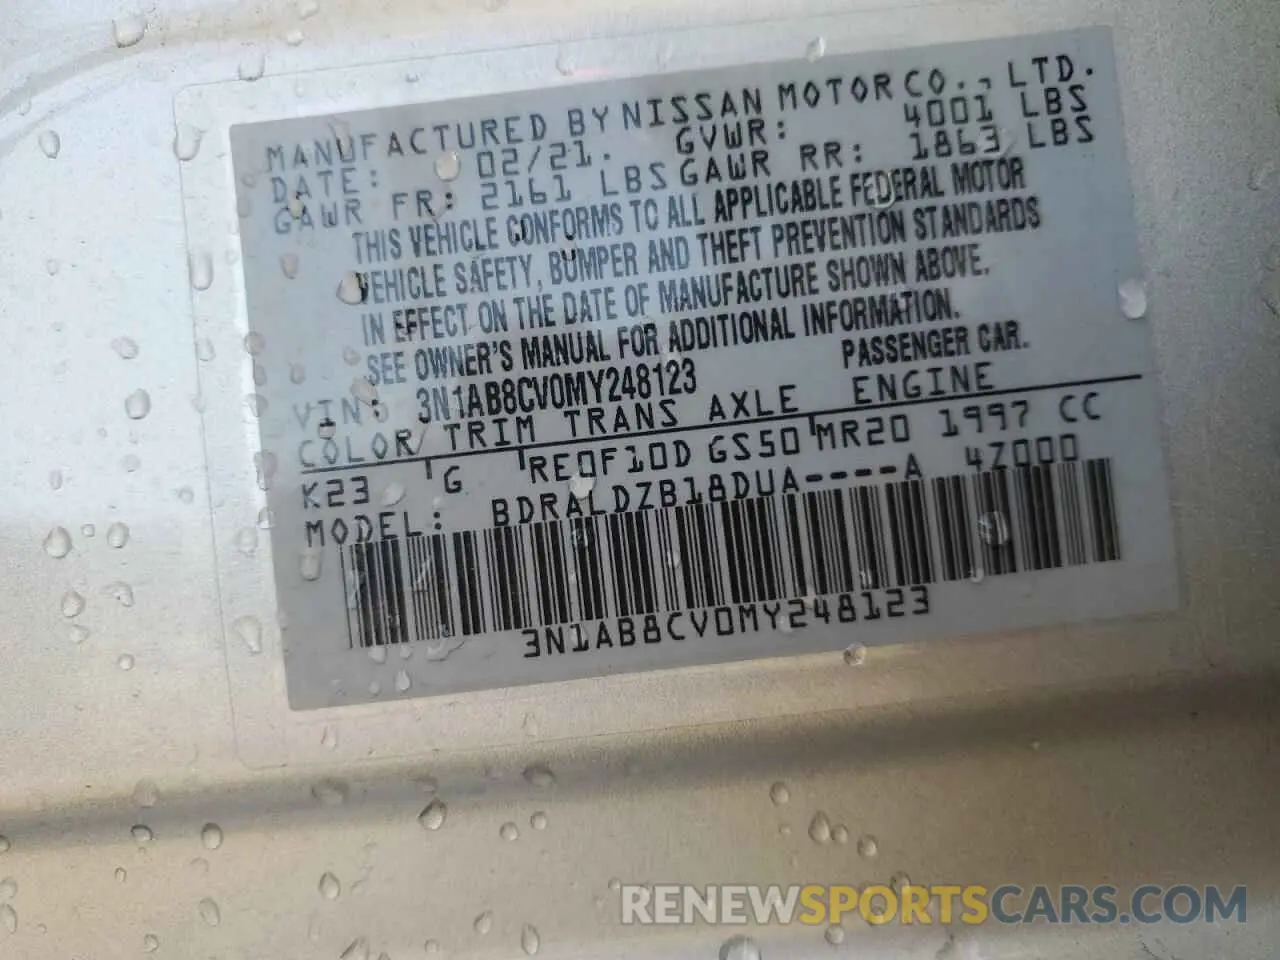 MANUFACTURED BY NISSAN MOTOR CO., LTD.
DATE: 02/21. GVWR: 4001 LBS
GAWR FR: 2161 LBS GAWR RR: 1863 LBS
THIS VEHICLE CONFORMS TO ALL APPLICABLE FEDERAL MOTOR
VEHICLE SAFETY, BUMPER AND THEFT PREVENTION STANDARDS
IN EFFECT ON THE DATE OF MANUFACTURE SHOWN ABOVE.
SEE OWNER'S MANUAL FOR ADDITIONAL INFORMATION.
VIN: 3N1AB8CV0MY248123 PASSENGER CAR.
COLOR/TRIM TRANS AXLE ENGINE
K23 G RE0F10D GS50 MR20 1997 CC
MODEL: BDRALDZB18DUA----A 4Z000
3N1AB8CV0MY248123
RENEWSPORTSCARS.COM